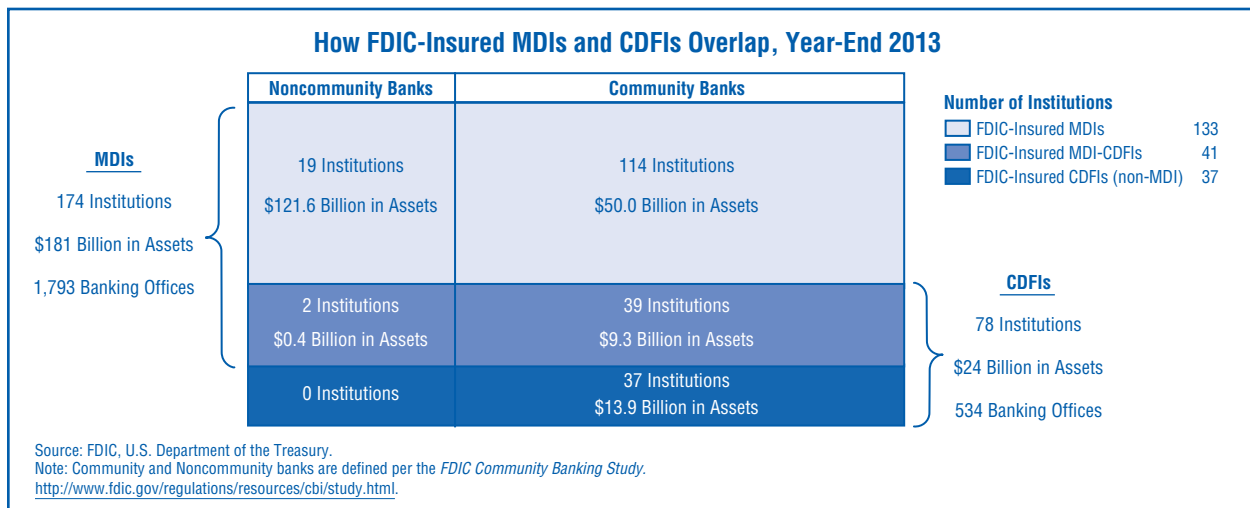 How FDIC-Insured MDIs and CDFIs Overlap, Year-End 2013
Noncommunity Banks
Community Banks
MDIs
174 Institutions
$181 Billion in Assets
1,793 Banking Offices
19 Institutions
$121.6 Billion in Assets
114 Institutions
$50.0 Billion in Assets
2 Institutions
$0.4 Billion in Assets
39 Institutions
$9.3 Billion in Assets
0 Institutions
37 Institutions
$13.9 Billion in Assets
Number of Institutions
FDIC-Insured MDIs 133
FDIC-Insured MDI-CDFIs 41
FDIC-Insured CDFIs (non-MDI) 37
CDFIs
78 Institutions
$24 Billion in Assets
534 Banking Offices
Source: FDIC, U.S. Department of the Treasury.
Note: Community and Noncommunity banks are defined per the FDIC Community Banking Study.
http://www.fdic.gov/regulations/resources/cbi/study.html.